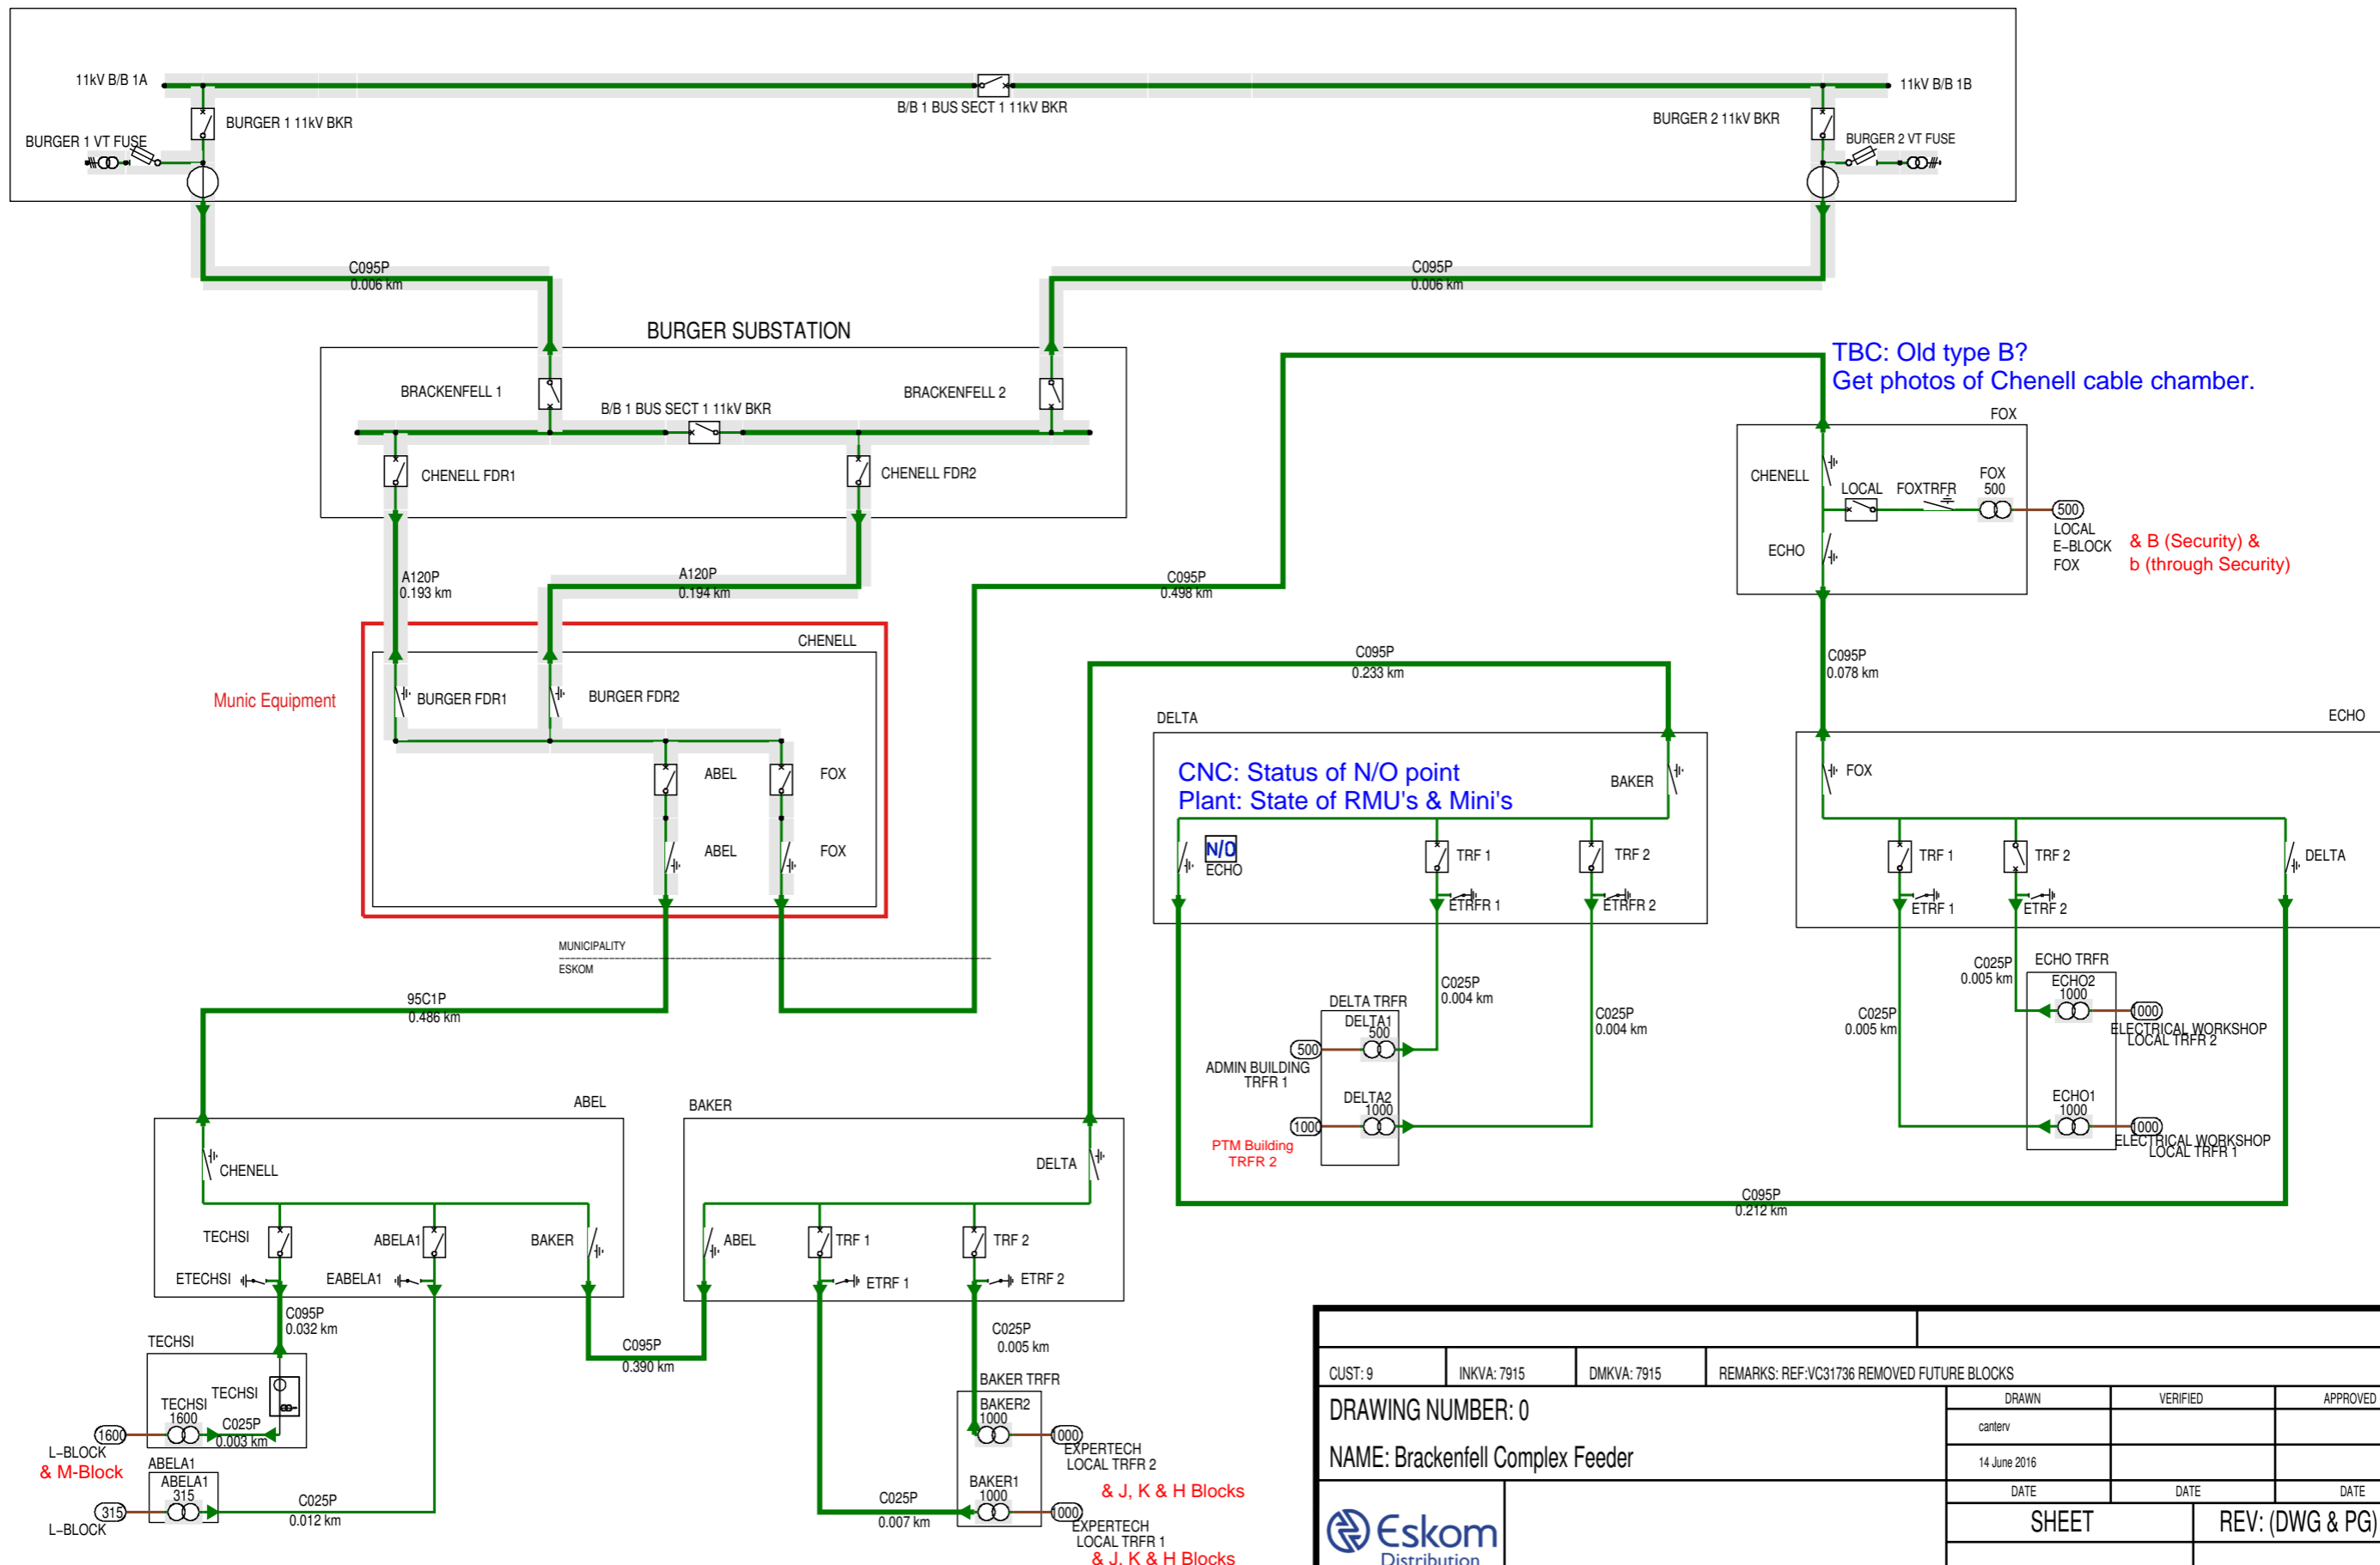 11kV B/B 1A
11kV B/B 1B
B/B 1 BUS SECT 1 11kV BKR
BURGER 1 11kV BKR
BURGER 2 11kV BKR
BURGER 1 VT FUSE
BURGER 2 VT FUSE
C095P
0.006 km
C095P
0.006 km
BURGER SUBSTATION
BRACKENFELL 1
BRACKENFELL 2
B/B 1 BUS SECT 1 11kV BKR
CHENELL FDR1
CHENELL FDR2
TBC: Old type B?
Get photos of Chenell cable chamber.
FOX
CHENELL
LOCAL
FOXTRFR
FOX
500
500
LOCAL
E-BLOCK
FOX
& B (Security) &
b (through Security)
ECHO
A120P
0.193 km
A120P
0.194 km
C095P
0.498 km
CHENELL
Munic Equipment
BURGER FDR1
BURGER FDR2
ABEL
FOX
ABEL
FOX
MUNICIPALITY
ESKOM
C095P
0.233 km
C095P
0.078 km
DELTA
CNC: Status of N/O point
Plant: State of RMU's & Mini's
BAKER
N/O
ECHO
TRF 1
TRF 2
ETRFR 1
ETRFR 2
ECHO
FOX
TRF 1
TRF 2
DELTA
ETRF 1
ETRF 2
C025P
0.004 km
C025P
0.004 km
DELTA TRFR
DELTA1
500
500
ADMIN BUILDING
TRFR 1
DELTA2
1000
1000
PTM Building
TRFR 2
C025P
0.005 km
C025P
0.005 km
ECHO TRFR
ECHO2
1000
1000
ELECTRICAL WORKSHOP
LOCAL TRFR 2
ECHO1
1000
1000
ELECTRICAL WORKSHOP
LOCAL TRFR 1
C095P
0.212 km
95C1P
0.486 km
ABEL
CHENELL
TECHSI
ABELA1
BAKER
ETECHSI
EABELA1
BAKER
DELTA
ABEL
TRF 1
TRF 2
ETRF 1
ETRF 2
C095P
0.032 km
C095P
0.390 km
C025P
0.005 km
TECHSI
TECHSI
TECHSI
1600
C025P
0.003 km
1600
L-BLOCK
& M-Block
ABELA1
ABELA1
315
315
L-BLOCK
C025P
0.012 km
BAKER TRFR
BAKER2
1000
1000
EXPERTECH
LOCAL TRFR 2
& J, K & H Blocks
BAKER1
1000
1000
C025P
0.007 km
EXPERTECH
LOCAL TRFR 1
& J, K & H Blocks
CUST: 9
INKVA: 7915
DMKVA: 7915
REMARKS: REF:VC31736 REMOVED FUTURE BLOCKS
DRAWING NUMBER: 0
NAME: Brackenfell Complex Feeder
DRAWN
VERIFIED
APPROVED
canterv
14 June 2016
DATE
DATE
DATE
SHEET
REV: (DWG & PG)
Eskom
Distribution